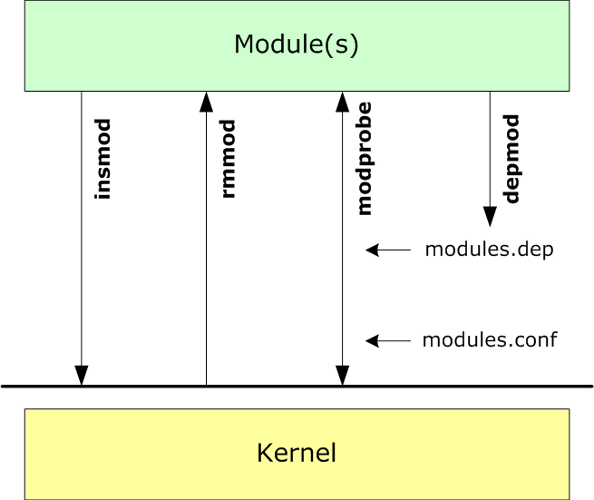 Module(s)
insmod
rmmod
modprobe
depmod
modules.dep
modules.conf
Kernel